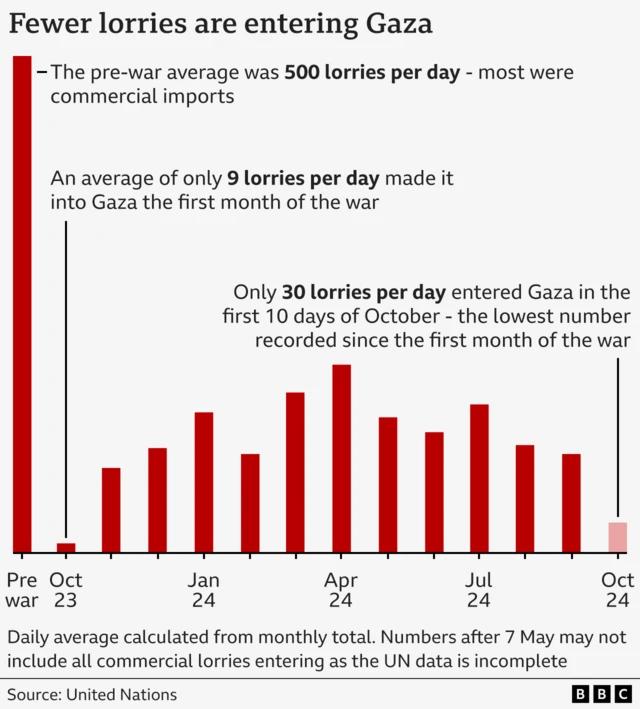 Fewer lorries are entering Gaza
The pre-war average was 500 lorries per day - most were
commercial imports
An average of only 9 lorries per day made it
into Gaza the first month of the war
Only 30 lorries per day entered Gaza in the
first 10 days of October - the lowest number
recorded since the first month of the war
Pre war
Oct 23
Jan 24
Apr 24
Jul 24
Oct 24
Daily average calculated from monthly total. Numbers after 7 May may not
include all commercial lorries entering as the UN data is incomplete
Source: United Nations
BBC